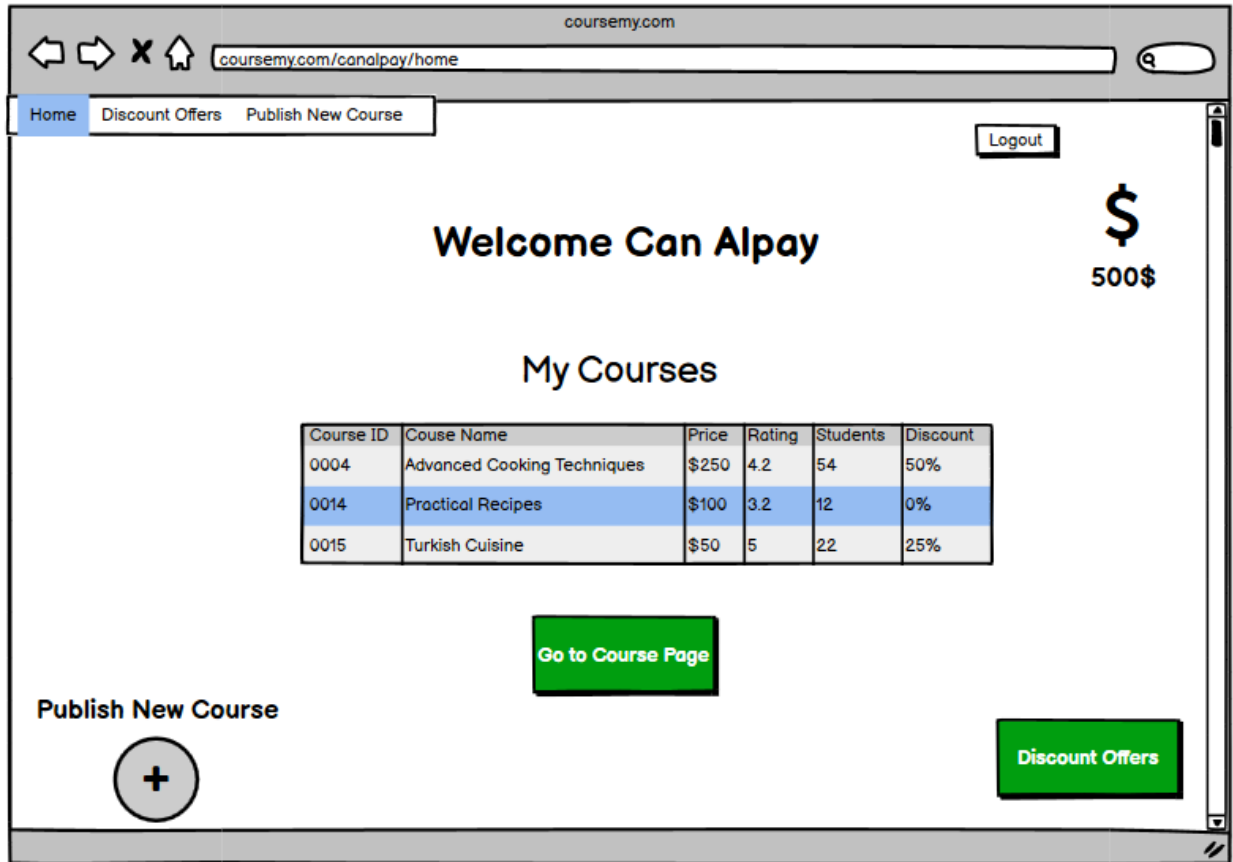 coursemy.com
coursemy.com/canalpay/home
Home Discount Offers Publish New Course
Logout
$
Welcome Can Alpay
500$
My Courses
Course ID Couse Name Price Rating Students Discount
0004 Advanced Cooking Techniques $250 4.2 54 50%
0014 Practical Recipes $100 3.2 12 0%
0015 Turkish Cuisine $50 5 22 25%
Go to Course Page
Publish New Course
+
Discount Offers